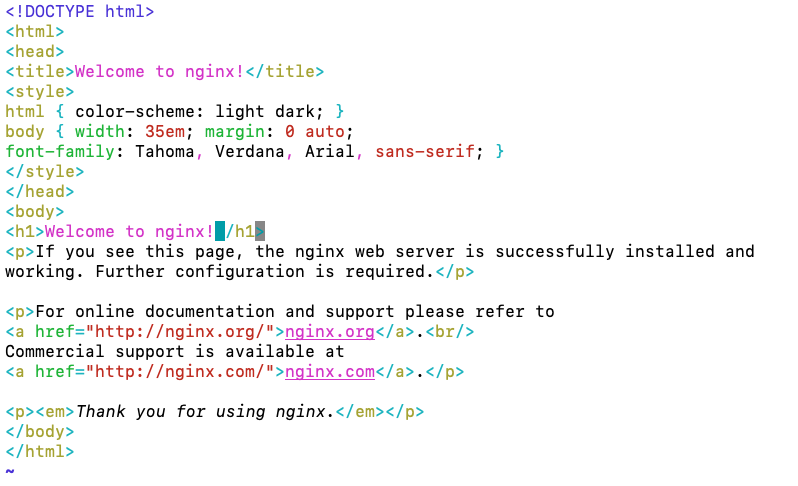 <!DOCTYPE html>
<html>
<head>
<title>Welcome to nginx!</title>
<style>
html { color-scheme: light dark; }
body { width: 35em; margin: 0 auto;
font-family: Tahoma, Verdana, Arial, sans-serif; }
</style>
</head>
<body>
<h1>Welcome to nginx!</h1>
<p>If you see this page, the nginx web server is successfully installed and
working. Further configuration is required.</p>

<p>For online documentation and support please refer to
<a href="http://nginx.org/">nginx.org</a>.<br/>
Commercial support is available at
<a href="http://nginx.com/">nginx.com</a>.</p>

<p><em>Thank you for using nginx.</em></p>
</body>
</html>
~